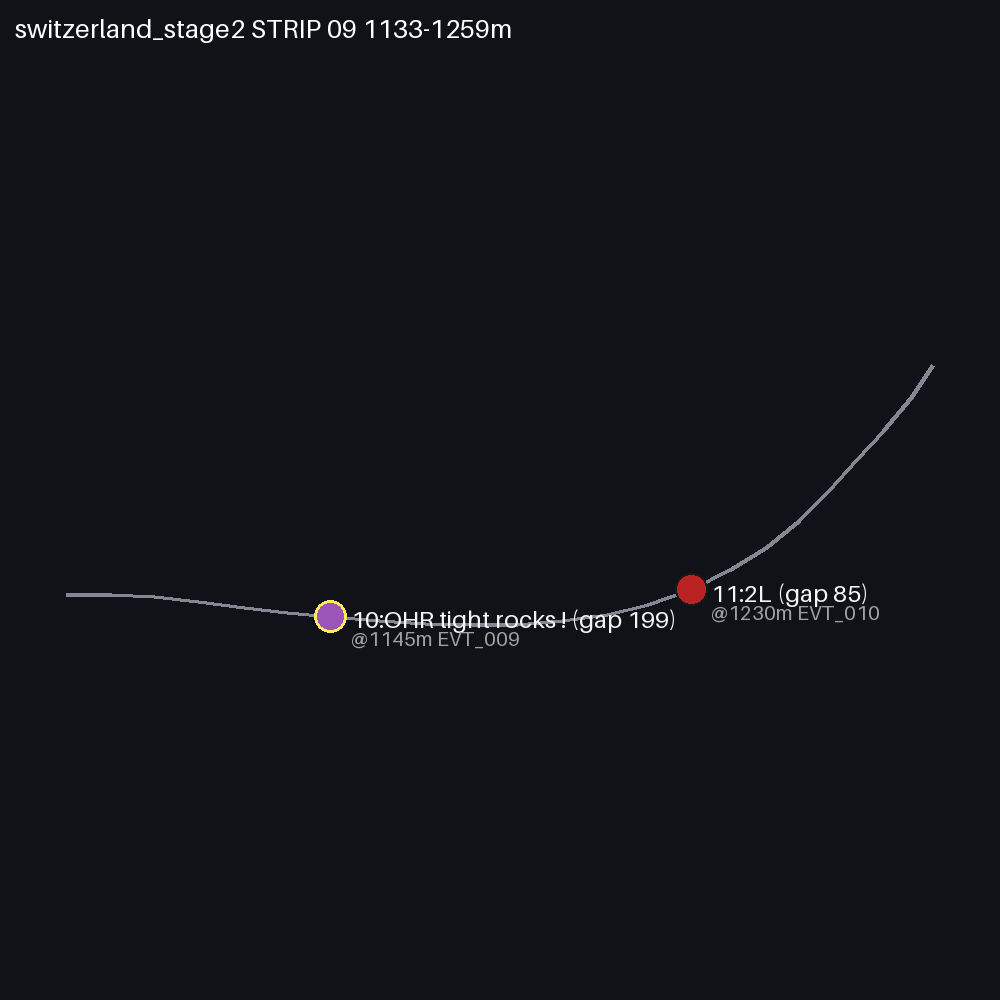 switzerland_stage2 STRIP 09 1133-1259m
11:2L (gap 85)
@1230m EVT_010
10:OHR tight rocks ! (gap 199)
@1145m EVT_009